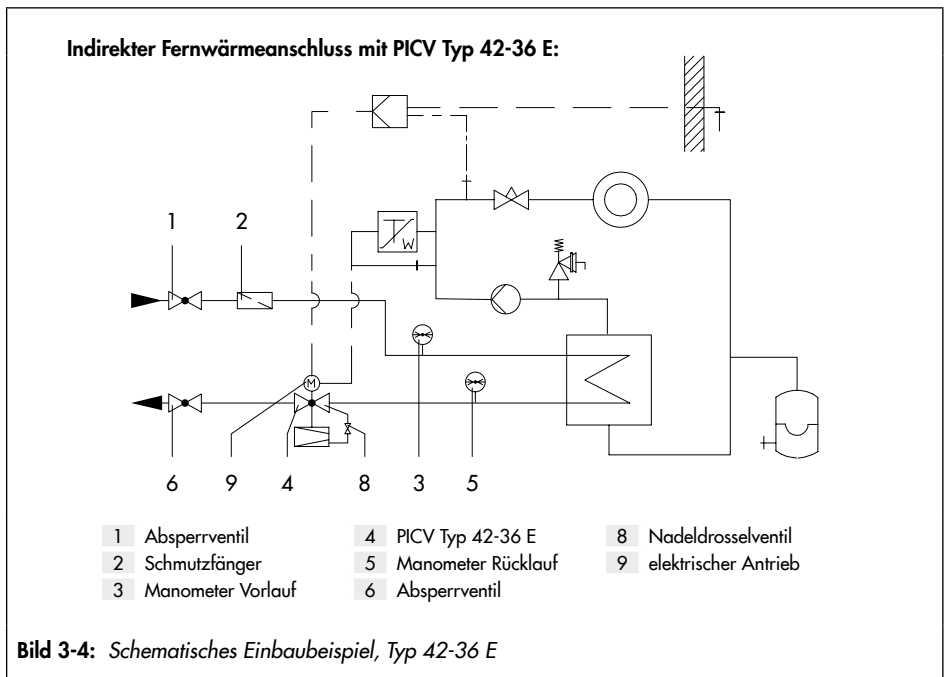 Indirekter Fernwärmeanschluss mit PICV Typ 42-36 E:
1 2
T W
M
6 9 4 8 3 5
1 Absperrventil
2 Schmutzfänger
3 Manometer Vorlauf
4 PICV Typ 42-36 E
5 Manometer Rücklauf
6 Absperrventil
8 Nadeldrosselventil
9 elektrischer Antrieb
Bild 3-4: Schematisches Einbaubeispiel, Typ 42-36 E